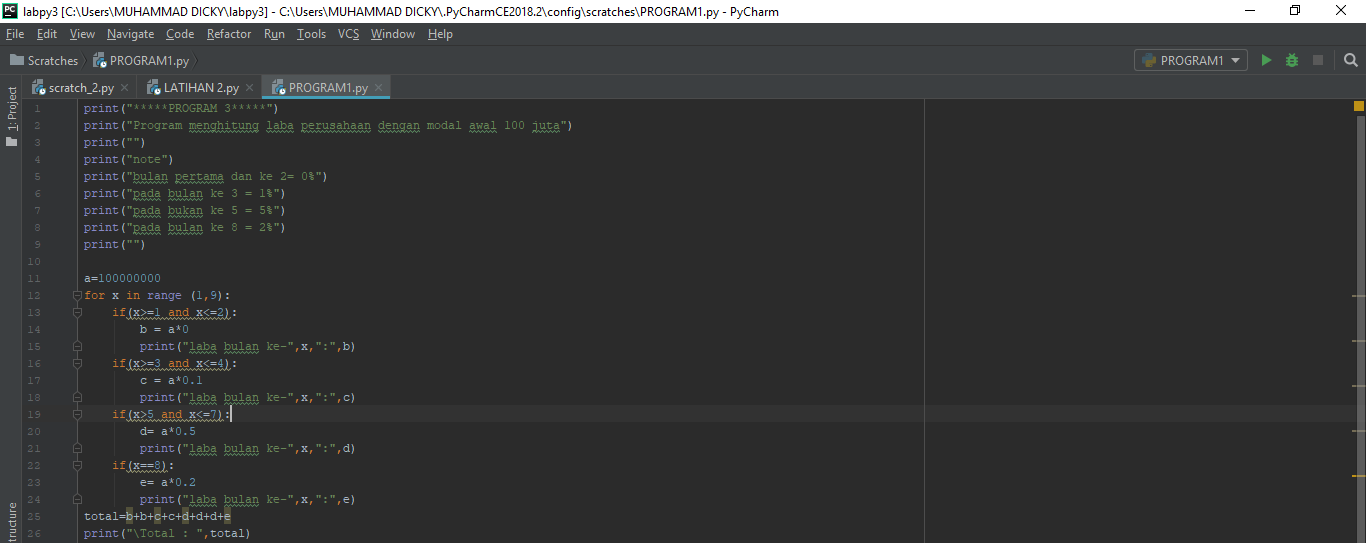 PC labpy3 [C:\Users\MUHAMMAD DICKY\labpy3] - C:\Users\MUHAMMAD DICKY\.PyCharmCE2018.2\config\scratches\PROGRAM1.py - PyCharm
File Edit View Navigate Code Refactor Run Tools VCS Window Help
Scratches PROGRAM1.py PROGRAM1
scratch_2.py LATIHAN 2.py PROGRAM1.py
1: Project
1 print("*****PROGRAM 3*****")
2 print("Program menghitung laba perusahaan dengan modal awal 100 juta")
3 print("")
4 print("note")
5 print("bulan pertama dan ke 2= 0%")
6 print("pada bulan ke 3 = 1%")
7 print("pada bukan ke 5 = 5%")
8 print("pada bulan ke 8 = 2%")
9 print("")
10
11 a=100000000
12 for x in range (1,9):
13 if(x>=1 and x<=2):
14 b = a*0
15 print("laba bulan ke-",x,":",b)
16 if(x>=3 and x<=4):
17 c = a*0.1
18 print("laba bulan ke-",x,":",c)
19 if(x>5 and x<=7):
20 d= a*0.5
21 print("laba bulan ke-",x,":",d)
22 if(x==8):
23 e= a*0.2
24 print("laba bulan ke-",x,":",e)
25 total=b+b+c+c+d+d+d+e
26 print("\Total : ",total)
tructure